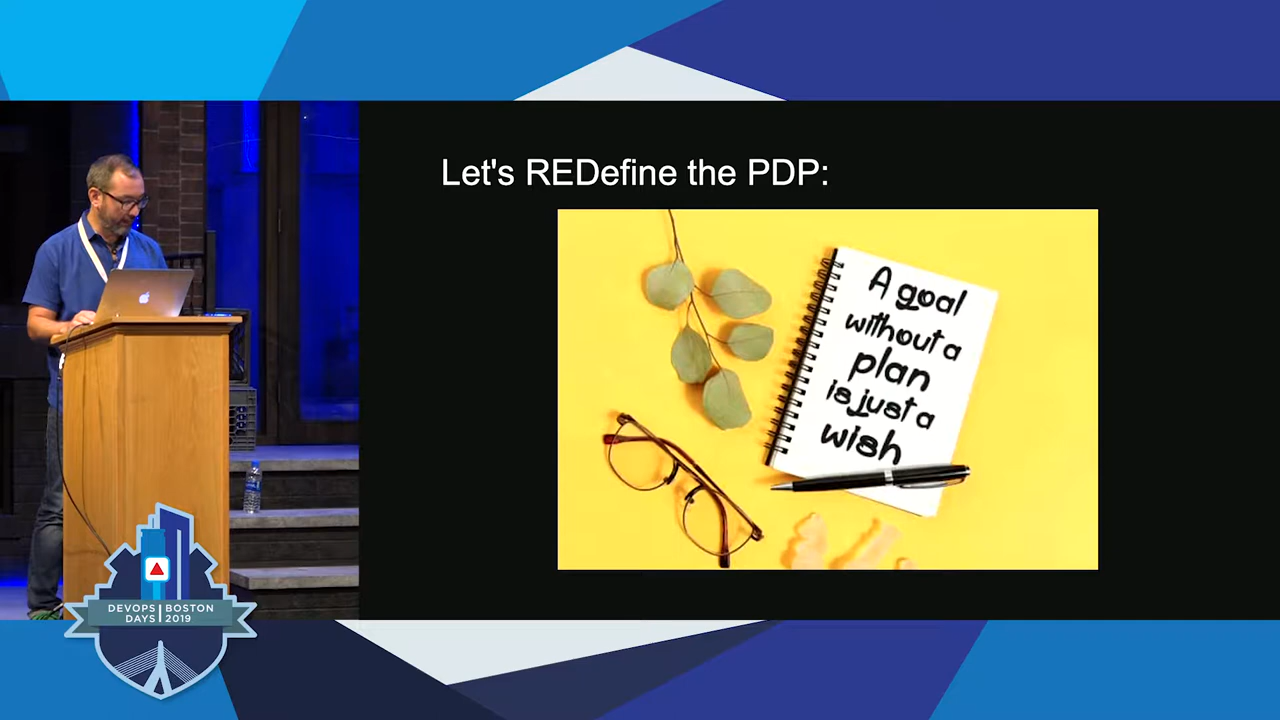 Let's REDefine the PDP:
A goal
without a
plan
is just a
wish
DEVOPS BOSTON
DAYS 2019